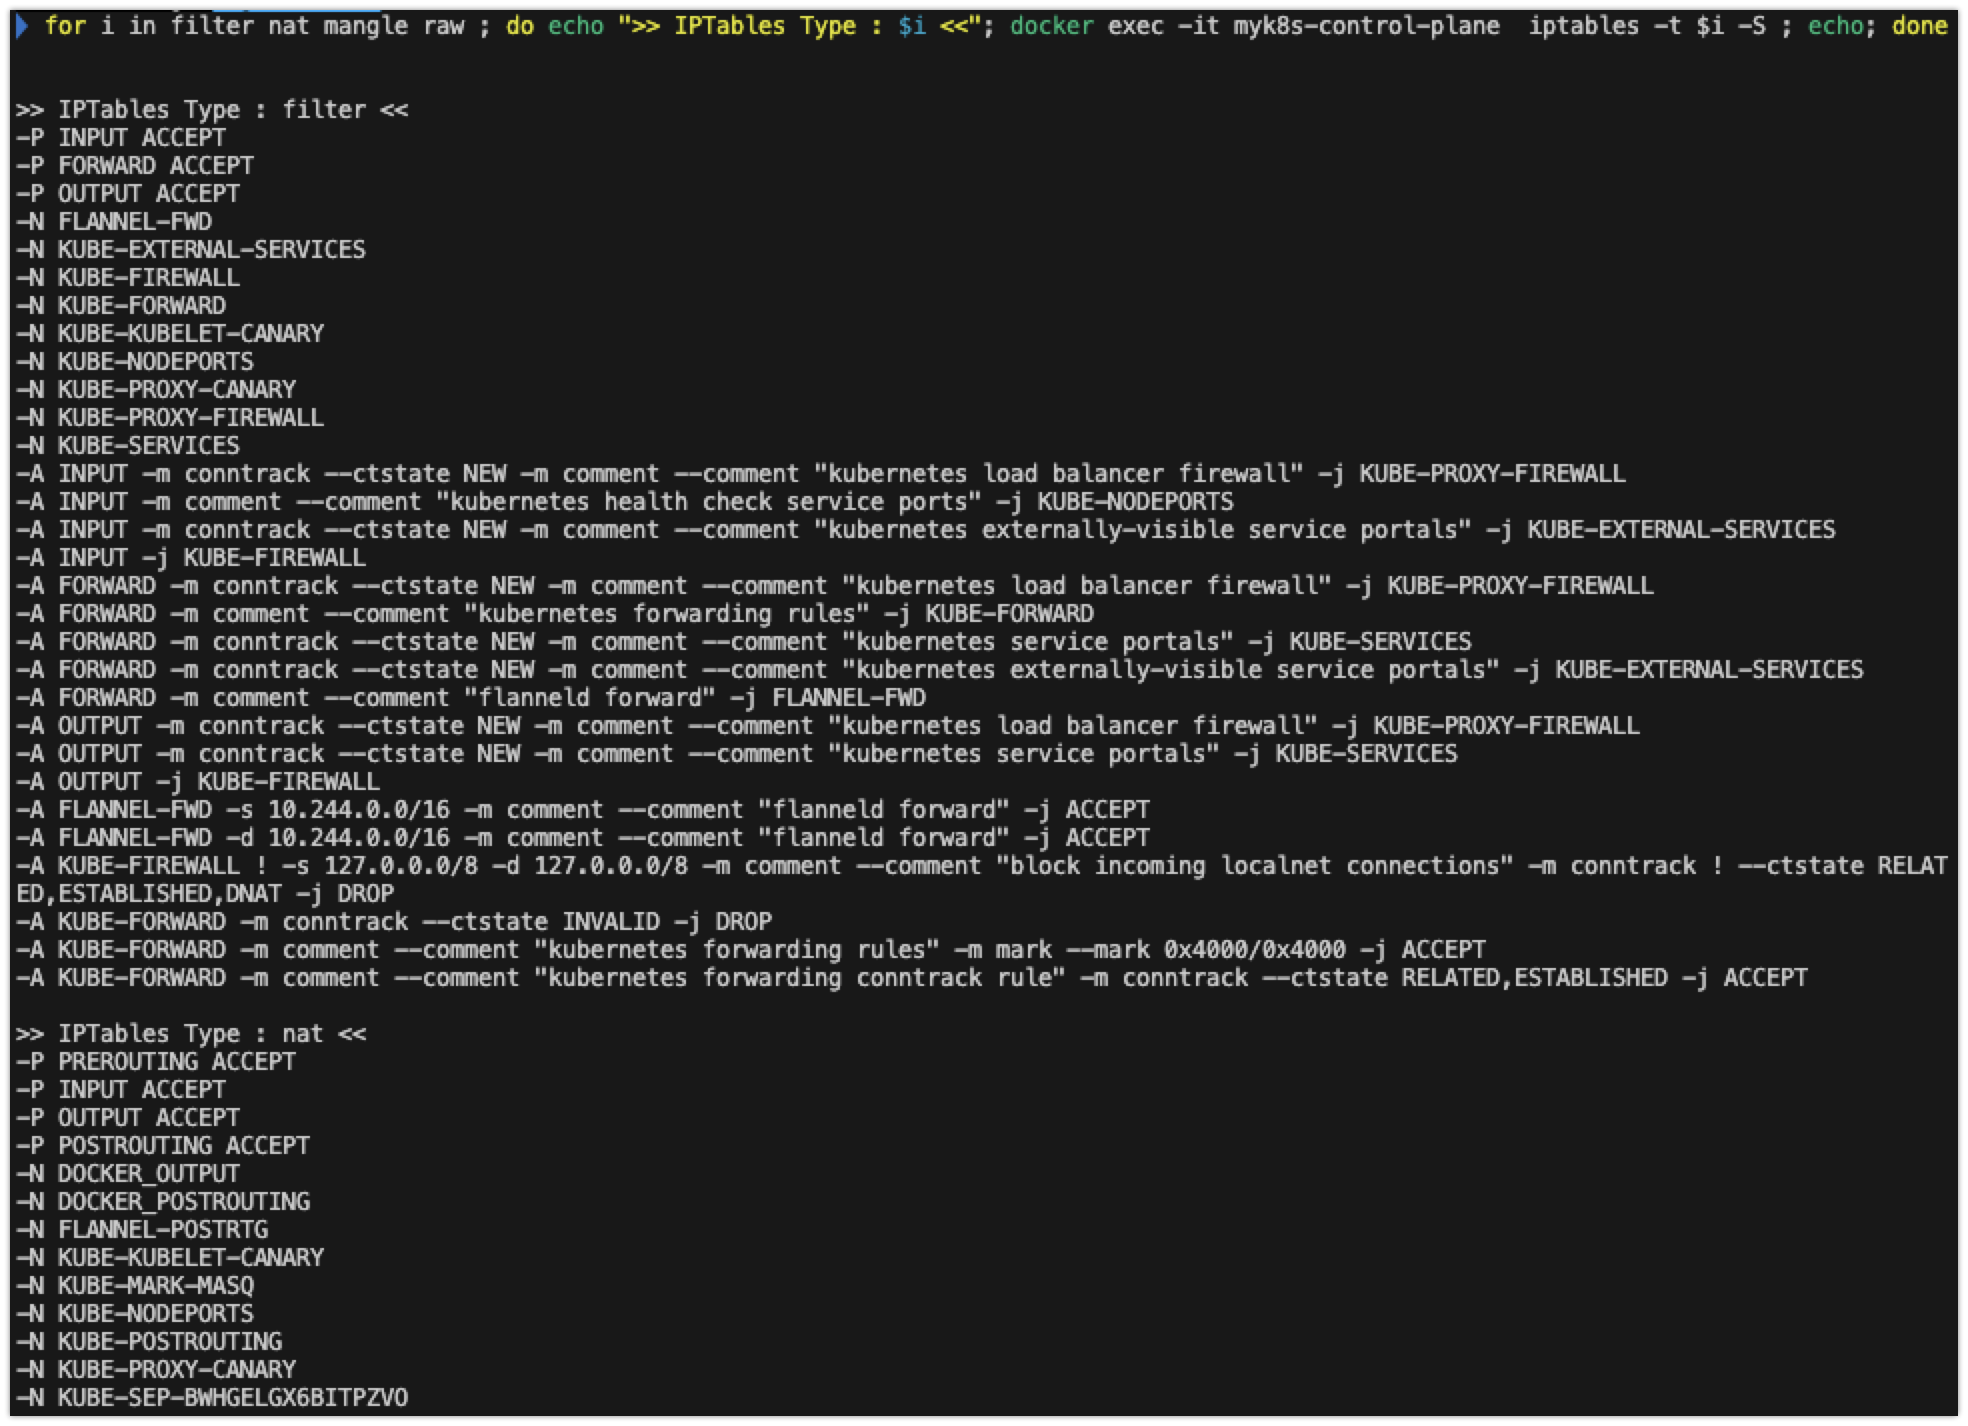 for i in filter nat mangle raw ; do echo ">> IPTables Type : $i <<"; docker exec -it myk8s-control-plane  iptables -t $i -S ; echo; done
>> IPTables Type : filter <<
-P INPUT ACCEPT
-P FORWARD ACCEPT
-P OUTPUT ACCEPT
-N FLANNEL-FWD
-N KUBE-EXTERNAL-SERVICES
-N KUBE-FIREWALL
-N KUBE-FORWARD
-N KUBE-KUBELET-CANARY
-N KUBE-NODEPORTS
-N KUBE-PROXY-CANARY
-N KUBE-PROXY-FIREWALL
-N KUBE-SERVICES
-A INPUT -m conntrack --ctstate NEW -m comment --comment "kubernetes load balancer firewall" -j KUBE-PROXY-FIREWALL
-A INPUT -m comment --comment "kubernetes health check service ports" -j KUBE-NODEPORTS
-A INPUT -m conntrack --ctstate NEW -m comment --comment "kubernetes externally-visible service portals" -j KUBE-EXTERNAL-SERVICES
-A INPUT -j KUBE-FIREWALL
-A FORWARD -m conntrack --ctstate NEW -m comment --comment "kubernetes load balancer firewall" -j KUBE-PROXY-FIREWALL
-A FORWARD -m comment --comment "kubernetes forwarding rules" -j KUBE-FORWARD
-A FORWARD -m conntrack --ctstate NEW -m comment --comment "kubernetes service portals" -j KUBE-SERVICES
-A FORWARD -m conntrack --ctstate NEW -m comment --comment "kubernetes externally-visible service portals" -j KUBE-EXTERNAL-SERVICES
-A FORWARD -m comment --comment "flanneld forward" -j FLANNEL-FWD
-A OUTPUT -m conntrack --ctstate NEW -m comment --comment "kubernetes load balancer firewall" -j KUBE-PROXY-FIREWALL
-A OUTPUT -m conntrack --ctstate NEW -m comment --comment "kubernetes service portals" -j KUBE-SERVICES
-A OUTPUT -j KUBE-FIREWALL
-A FLANNEL-FWD -s 10.244.0.0/16 -m comment --comment "flanneld forward" -j ACCEPT
-A FLANNEL-FWD -d 10.244.0.0/16 -m comment --comment "flanneld forward" -j ACCEPT
-A KUBE-FIREWALL ! -s 127.0.0.0/8 -d 127.0.0.0/8 -m comment --comment "block incoming localnet connections" -m conntrack ! --ctstate RELAT
ED,ESTABLISHED,DNAT -j DROP
-A KUBE-FORWARD -m conntrack --ctstate INVALID -j DROP
-A KUBE-FORWARD -m comment --comment "kubernetes forwarding rules" -m mark --mark 0x4000/0x4000 -j ACCEPT
-A KUBE-FORWARD -m comment --comment "kubernetes forwarding conntrack rule" -m conntrack --ctstate RELATED,ESTABLISHED -j ACCEPT
>> IPTables Type : nat <<
-P PREROUTING ACCEPT
-P INPUT ACCEPT
-P OUTPUT ACCEPT
-P POSTROUTING ACCEPT
-N DOCKER_OUTPUT
-N DOCKER_POSTROUTING
-N FLANNEL-POSTRTG
-N KUBE-KUBELET-CANARY
-N KUBE-MARK-MASQ
-N KUBE-NODEPORTS
-N KUBE-POSTROUTING
-N KUBE-PROXY-CANARY
-N KUBE-SEP-BWHGELGX6BITPZVO